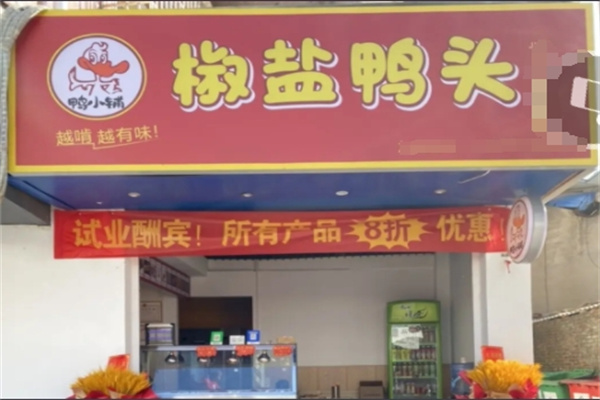 椒盐鸭头
鸭小铺
越啃越有味!
试业酬宾! 所有产品 8折 优惠